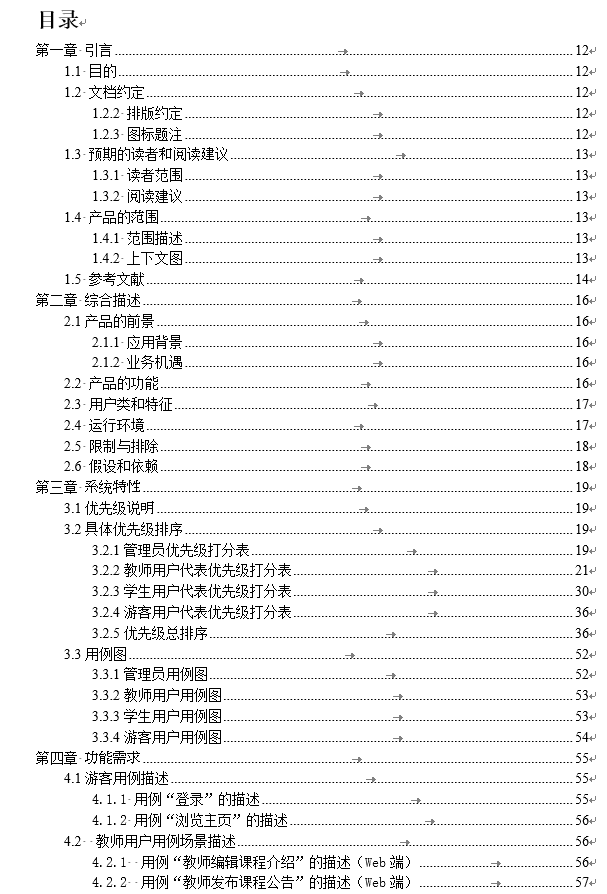 目录
第一章 引言 12
1.1 目的 12
1.2 文档约定 12
1.2.2 排版约定 12
1.2.3 图标题注 12
1.3 预期的读者和阅读建议 13
1.3.1 读者范围 13
1.3.2 阅读建议 13
1.4 产品的范围 13
1.4.1 范围描述 13
1.4.2 上下文图 13
1.5 参考文献 14
第二章 综合描述 16
2.1 产品的前景 16
2.1.1 应用背景 16
2.1.2 业务机遇 16
2.2 产品的功能 16
2.3 用户类和特征 17
2.4 运行环境 17
2.5 限制与排除 18
2.6 假设和依赖 18
第三章 系统特性 19
3.1 优先级说明 19
3.2 具体优先级排序 19
3.2.1 管理员优先级打分表 19
3.2.2 教师用户代表优先级打分表 21
3.2.3 学生用户代表优先级打分表 30
3.2.4 游客用户代表优先级打分表 36
3.2.5 优先级总排序 36
3.3 用例图 52
3.3.1 管理员用例图 52
3.3.2 教师用户用例图 53
3.3.3 学生用户用例图 53
3.3.4 游客用户用例图 54
第四章 功能需求 55
4.1 游客用例描述 55
4.1.1 用例“登录”的描述 55
4.1.2 用例“浏览主页”的描述 56
4.2 教师用户用例场景描述 56
4.2.1 用例“教师编辑课程介绍”的描述（Web 端） 56
4.2.2 用例“教师发布课程公告”的描述（Web 端） 57